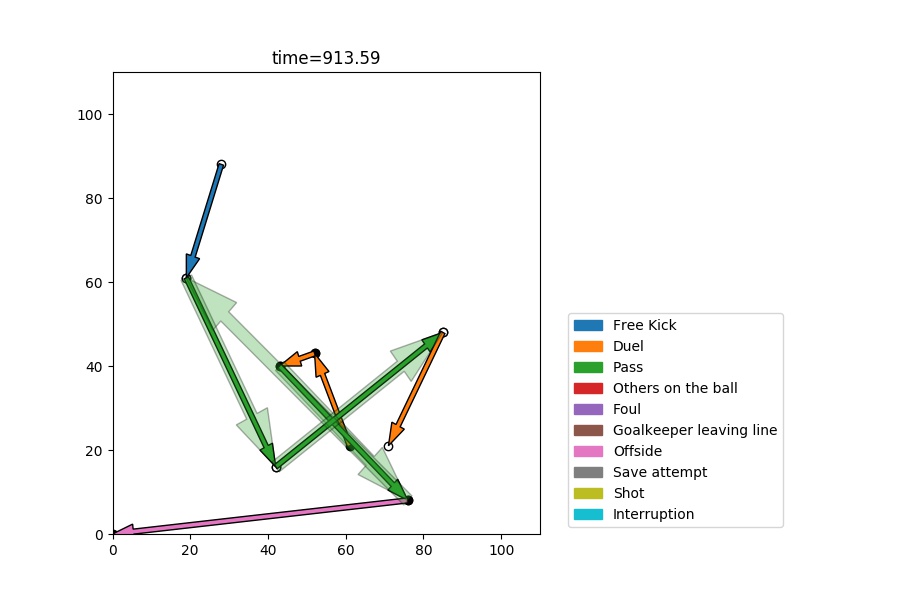 time=913.59
100
80
60
40
20
0
0 20 40 60 80 100
Free Kick
Duel
Pass
Others on the ball
Foul
Goalkeeper leaving line
Offside
Save attempt
Shot
Interruption